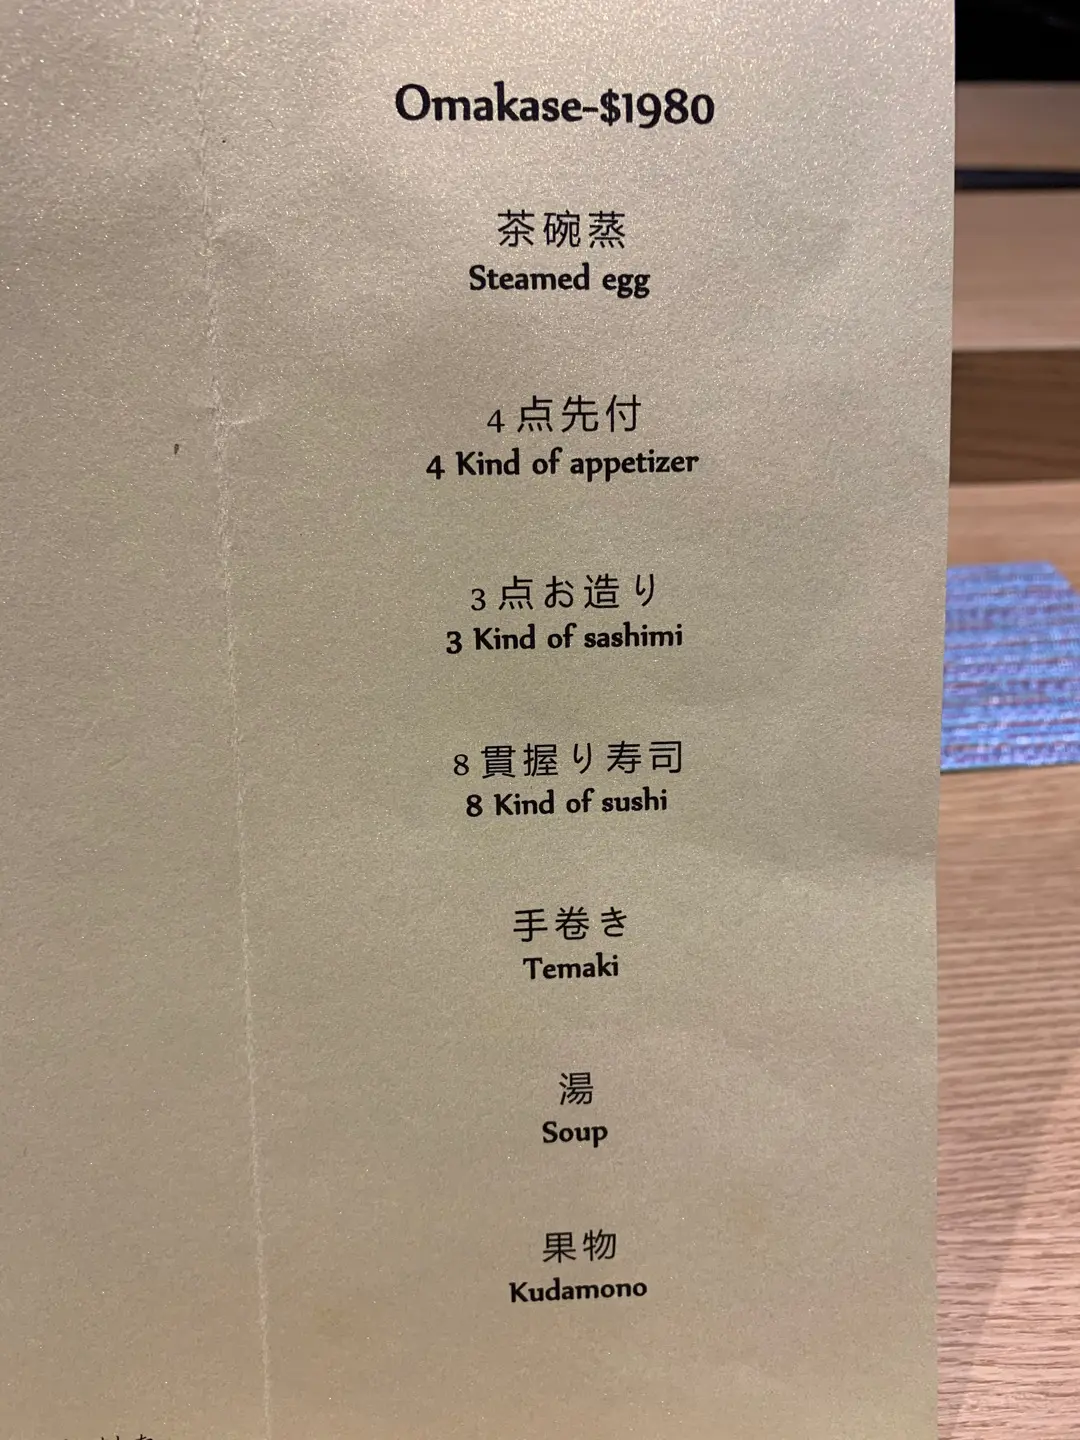 Omakase-$1980
茶碗蒸
Steamed egg
4 点先付
4 Kind of appetizer
3 点お造り
3 Kind of sashimi
8 貫握り寿司
8 Kind of sushi
手巻き
Temaki
湯
Soup
果物
Kudamono